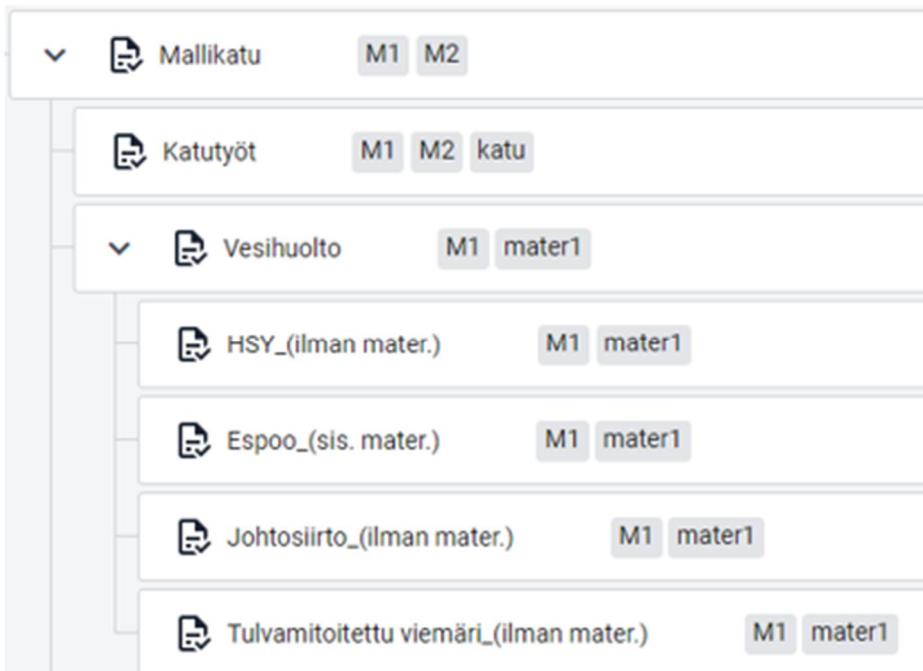 Mallikatu M1 M2
Katutyöt M1 M2 katu
Vesihuolto M1 mater1
HSY_(ilman mater.) M1 mater1
Espoo_(sis. mater.) M1 mater1
Johtosiirto_(ilman mater.) M1 mater1
Tulvamitoitettu viemäri_(ilman mater.) M1 mater1